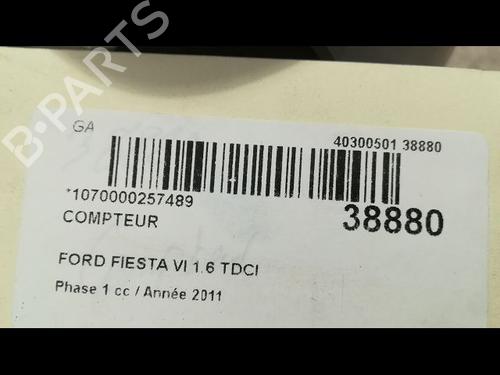 B-PARTS
GA
40300501 38880
*1070000257489
38880
COMPTEUR
FORD FIESTA VI 1.6 TDCI
Phase 1 cc / Année 2011